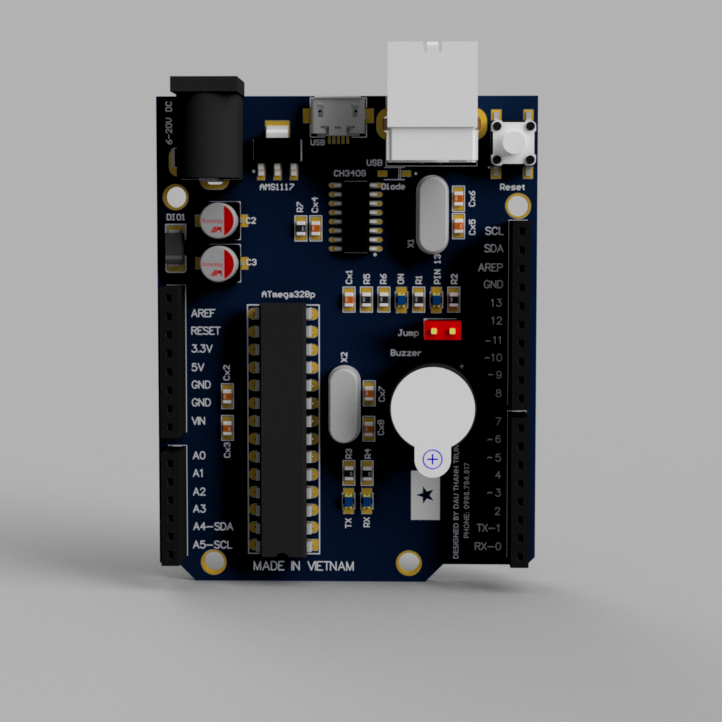 6-20V DC
USB
USB
AMS1117
CH340G
Diode
Reset
Cx6
Cx5
X1
R7
Cx4
DIO1
C2
C3
SCL
SDA
AREP
GND
13
12
~11
~10
~9
8
7
~6
~5
4
~3
2
TX-1
RX-0
Cx1
R5
R6
ON
R1
PIN 13
R2
Jump
Buzzer
ATmega328p
X2
AREF
RESET
3.3V
5V
GND
GND
VIN
Cx2
Cx3
Cx7
Cx8
A0
A1
A2
A3
A4-SDA
A5-SCL
R3
R4
TX
RX
DESIGNED BY DAU THANH TRUN
PHONE: 0988.764.817
MADE IN VIETNAM